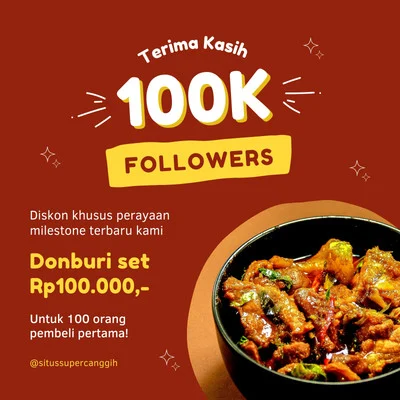 Terima Kasih
100K
FOLLOWERS
Diskon khusus perayaan
milestone terbaru kami
Donburi set
Rp100.000,-
Untuk 100 orang
pembeli pertama!
@situssupercanggih